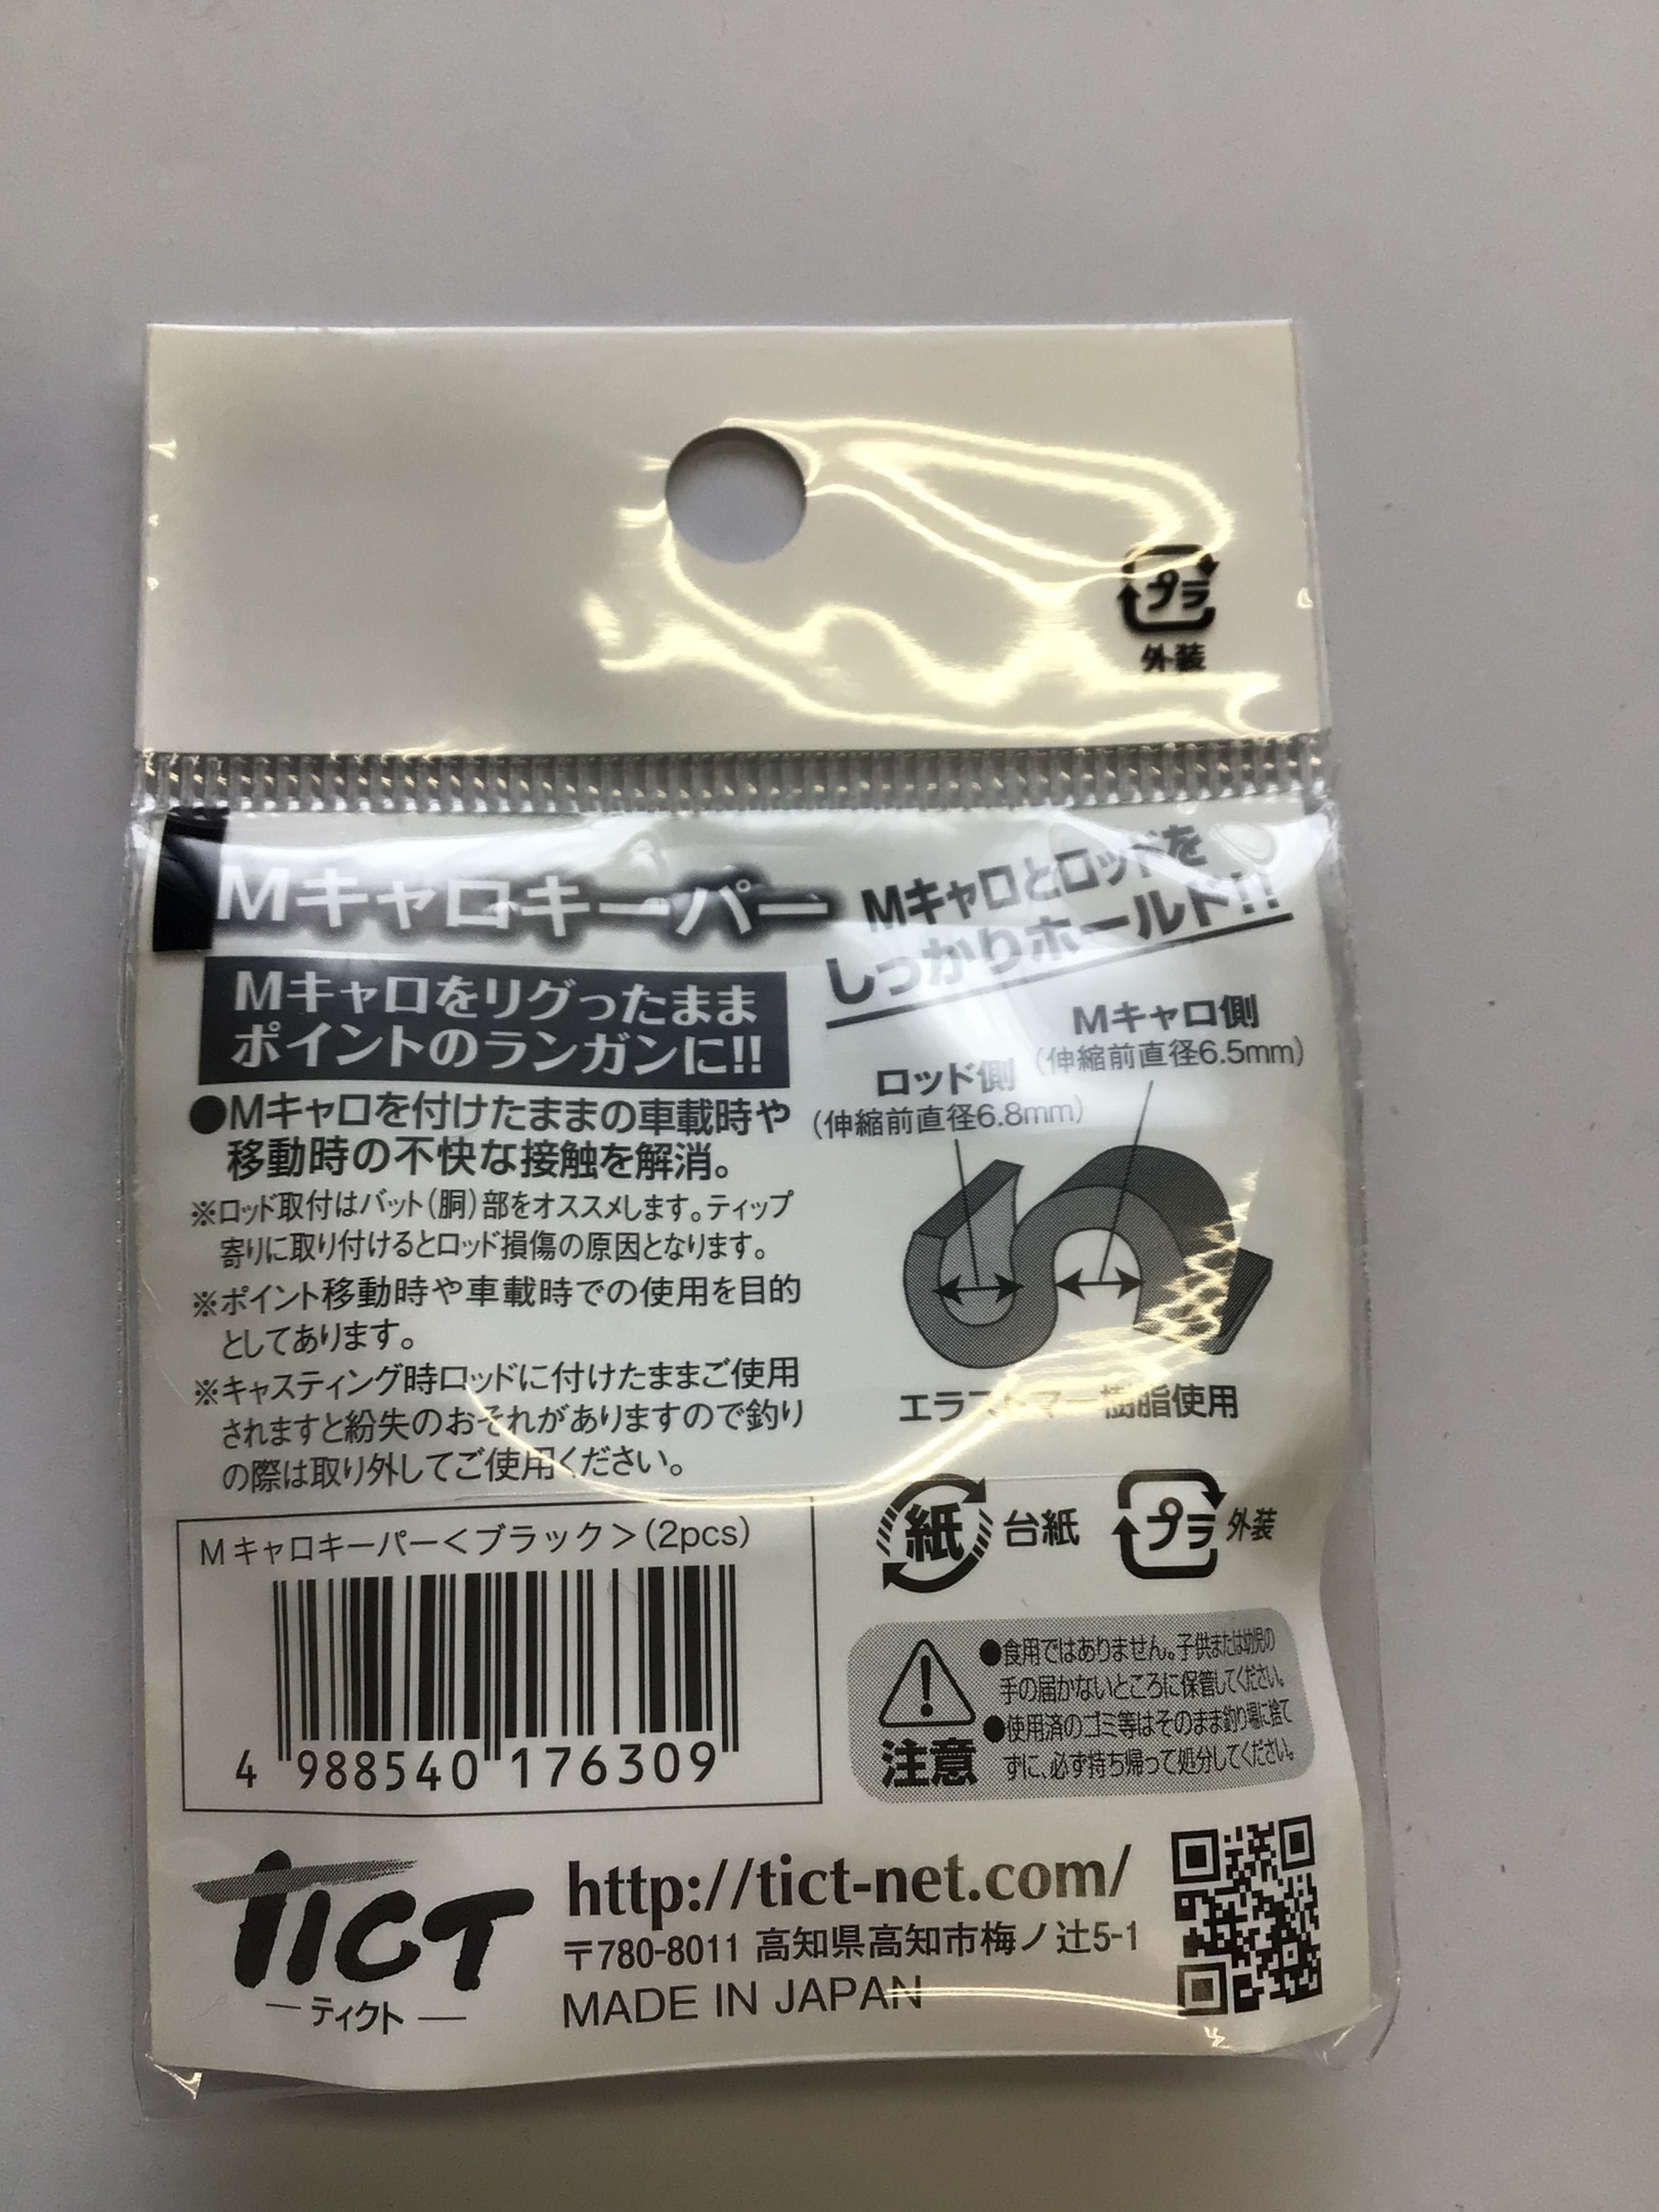 プラ
外装
Mキャロキーパー
Mキャロとロッドを
しっかりホールド!!
Mキャロをリグったまま
ポイントのランガンに!!
●Mキャロを付けたままの車載時や
移動時の不快な接触を解消。
※ロッド取付はバット(胴)部をオススメします。ティップ
寄りに取り付けるとロッド損傷の原因となります。
※ポイント移動時や車載時での使用を目的
としてあります。
※キャスティング時ロッドに付けたままご使用
されますと紛失のおそれがありますので釣り
の際は取り外してご使用ください。
Mキャロ側
(伸縮前直径6.5mm)
ロッド側
(伸縮前直径6.8mm)
エラストマー樹脂使用
紙 台紙 プラ 外装
Mキャロキーパー<ブラック>(2pcs)
4 988540 176309
注意
●食用ではありません。子供または幼児の
手の届かないところに保管してください。
●使用済のゴミ等はそのまま釣り場に捨て
ずに、必ず持ち帰って処分してください。
TICT
ーティクトー
http://tict-net.com/
〒780-8011 高知県高知市梅ノ辻5-1
MADE IN JAPAN